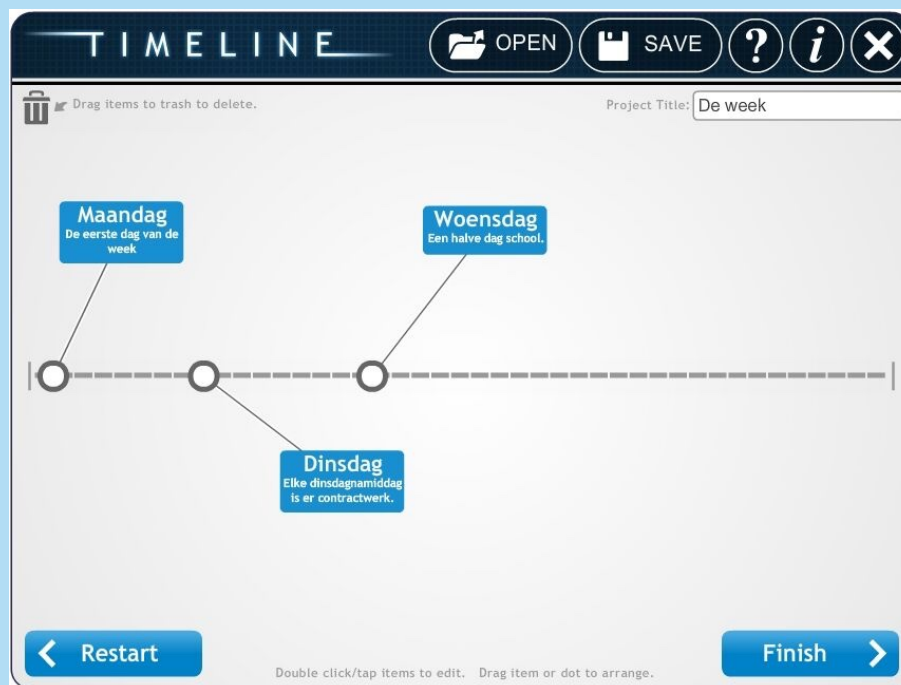 TIMELINE
OPEN
SAVE
?
i
Drag items to trash to delete.
Project Title: De week
Maandag
De eerste dag van de
week
Woensdag
Een halve dag school.
Dinsdag
Elke dinsdagnamiddag
is er contractwerk.
Restart
Double click/tap items to edit. Drag item or dot to arrange.
Finish